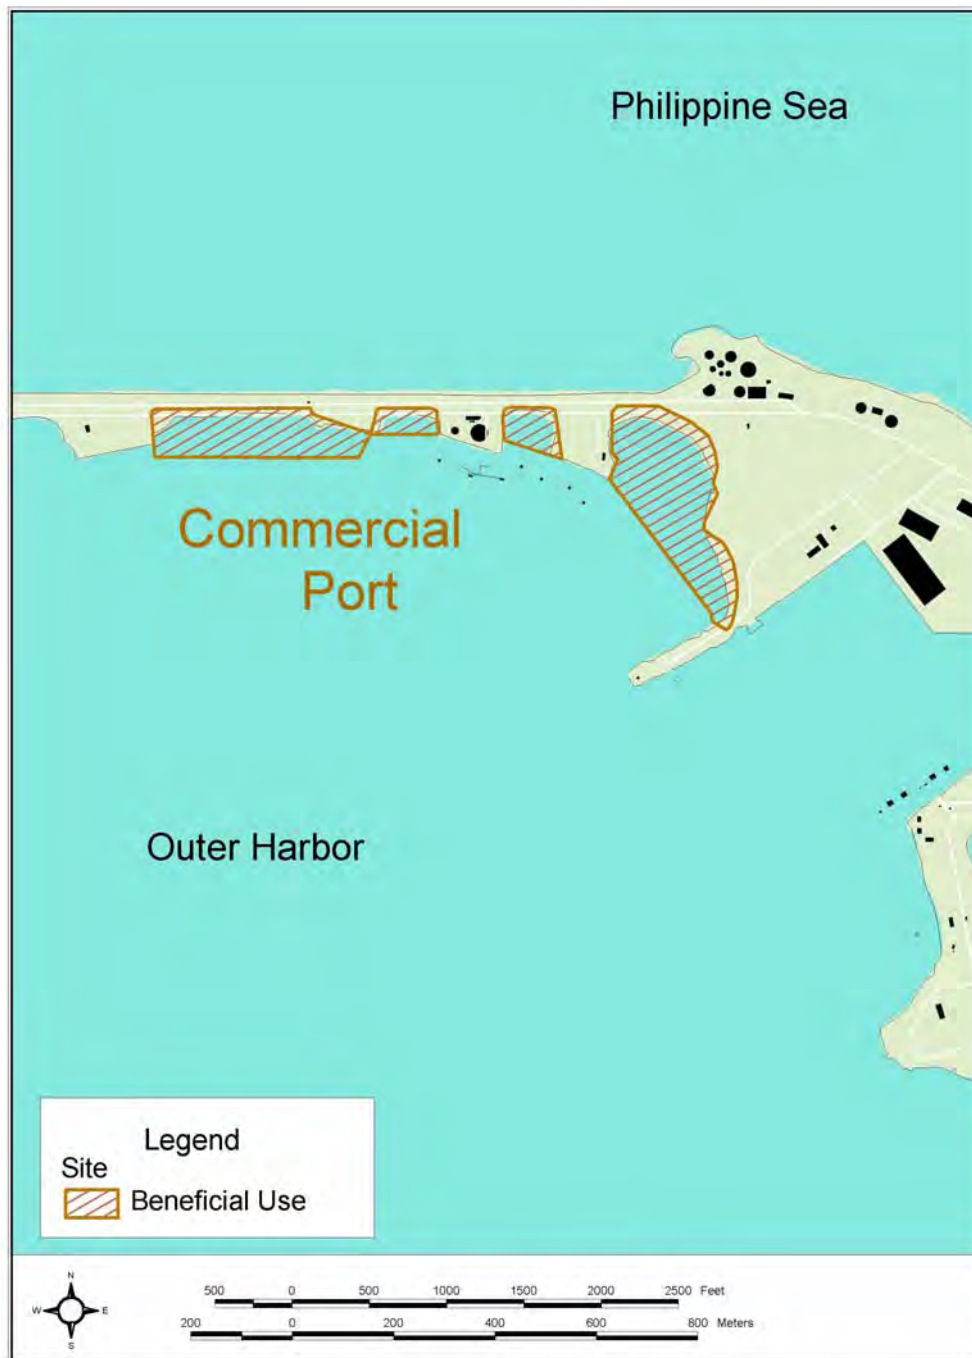 Philippine Sea
Commercial
Port
Outer Harbor
Legend
Site
Beneficial Use
N
W E
S
500 0 500 1000 1500 2000 2500 Feet
200 0 200 400 600 800 Meters